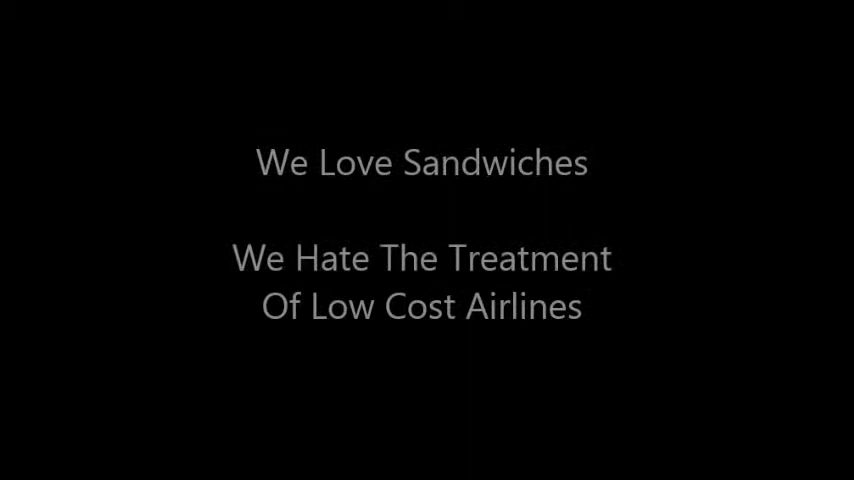 We Love Sandwiches
We Hate The Treatment
Of Low Cost Airlines